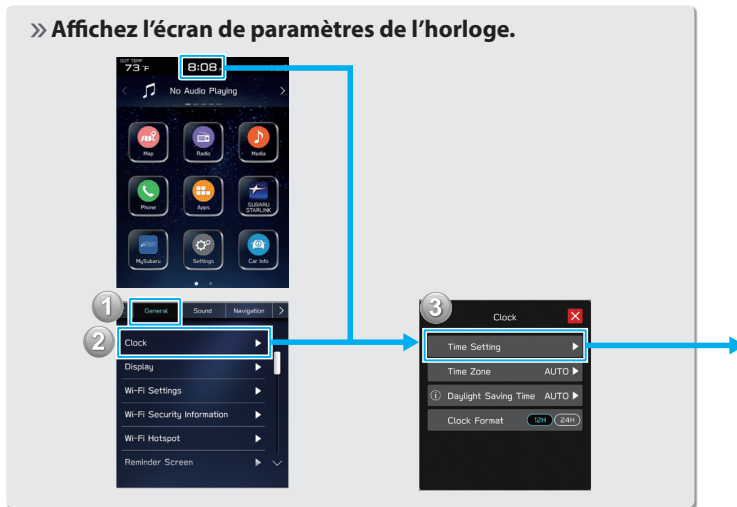 » Affichez l’écran de paramètres de l’horloge.
OUT TEMP
73 °F
8:08
No Audio Playing
Map
Radio
Media
Phone
Apps
SUBARU
STARLINK
MySubaru
Settings
Car Info
1
General
Sound
Navigation
2
Clock
Display
Wi-Fi Settings
Wi-Fi Security Information
Wi-Fi Hotspot
Reminder Screen
3
Clock
Time Setting
Time Zone AUTO
Daylight Saving Time AUTO
Clock Format 12H 24H